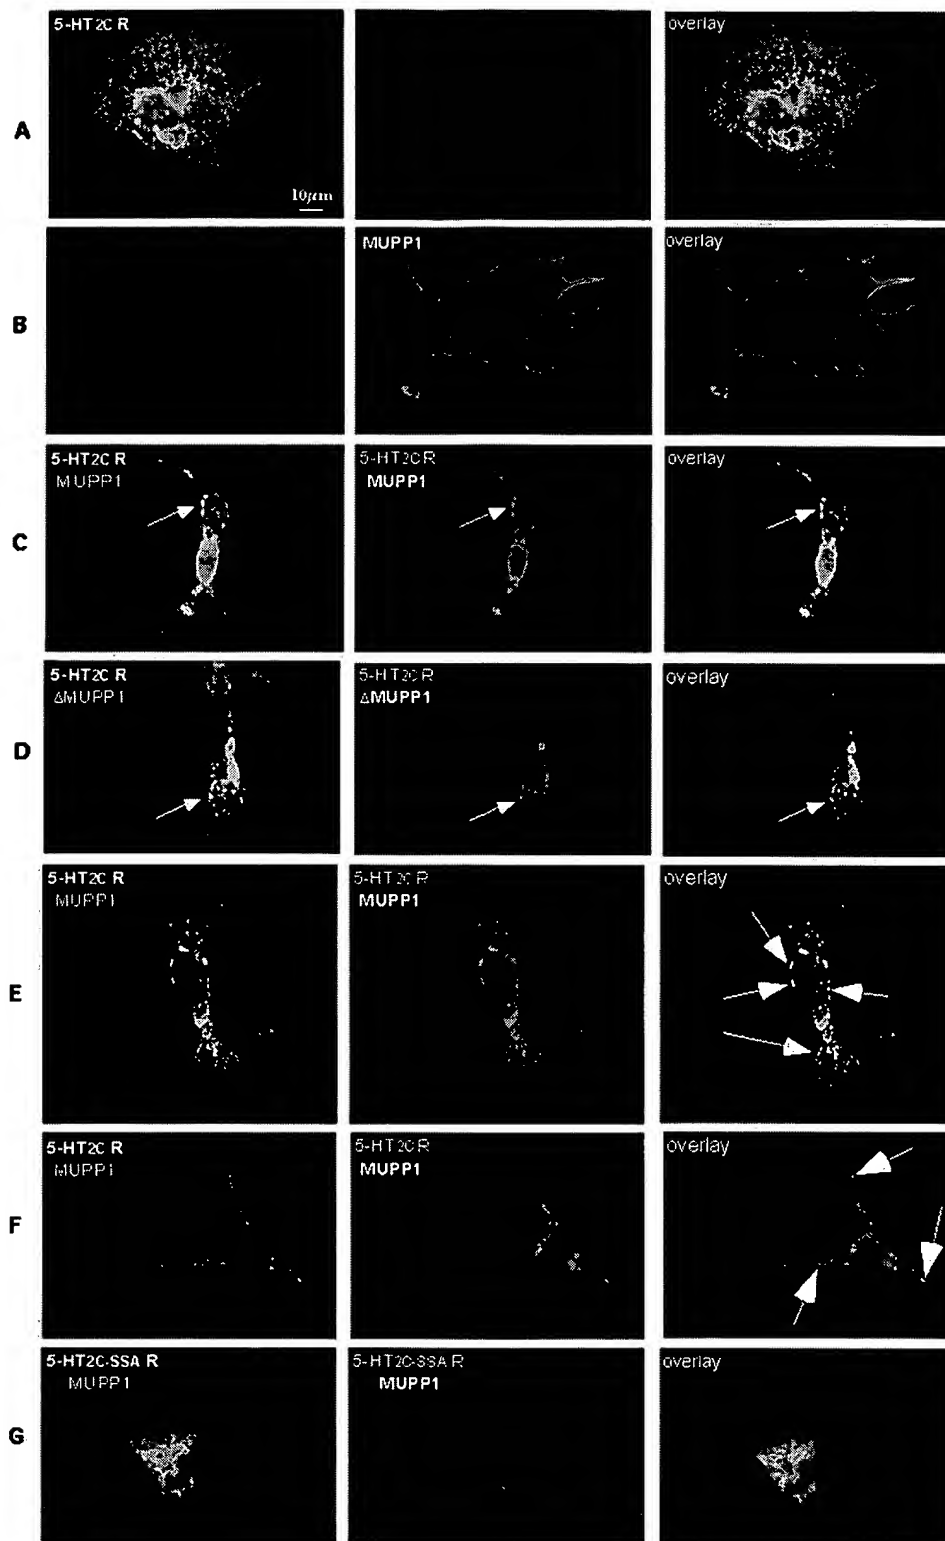 A
5-HT2C R
overlay
10μm
B
MUPP1
overlay
C
5-HT2C R
MUPP1
5-HT2C R
MUPP1
overlay
D
5-HT2C R
ΔMUPP1
5-HT2C R
ΔMUPP1
overlay
E
5-HT2C R
MUPP1
5-HT2C R
MUPP1
overlay
F
5-HT2C R
MUPP1
5-HT2C R
MUPP1
overlay
G
5-HT2C-SSA R
MUPP1
5-HT2C-SSA R
MUPP1
overlay